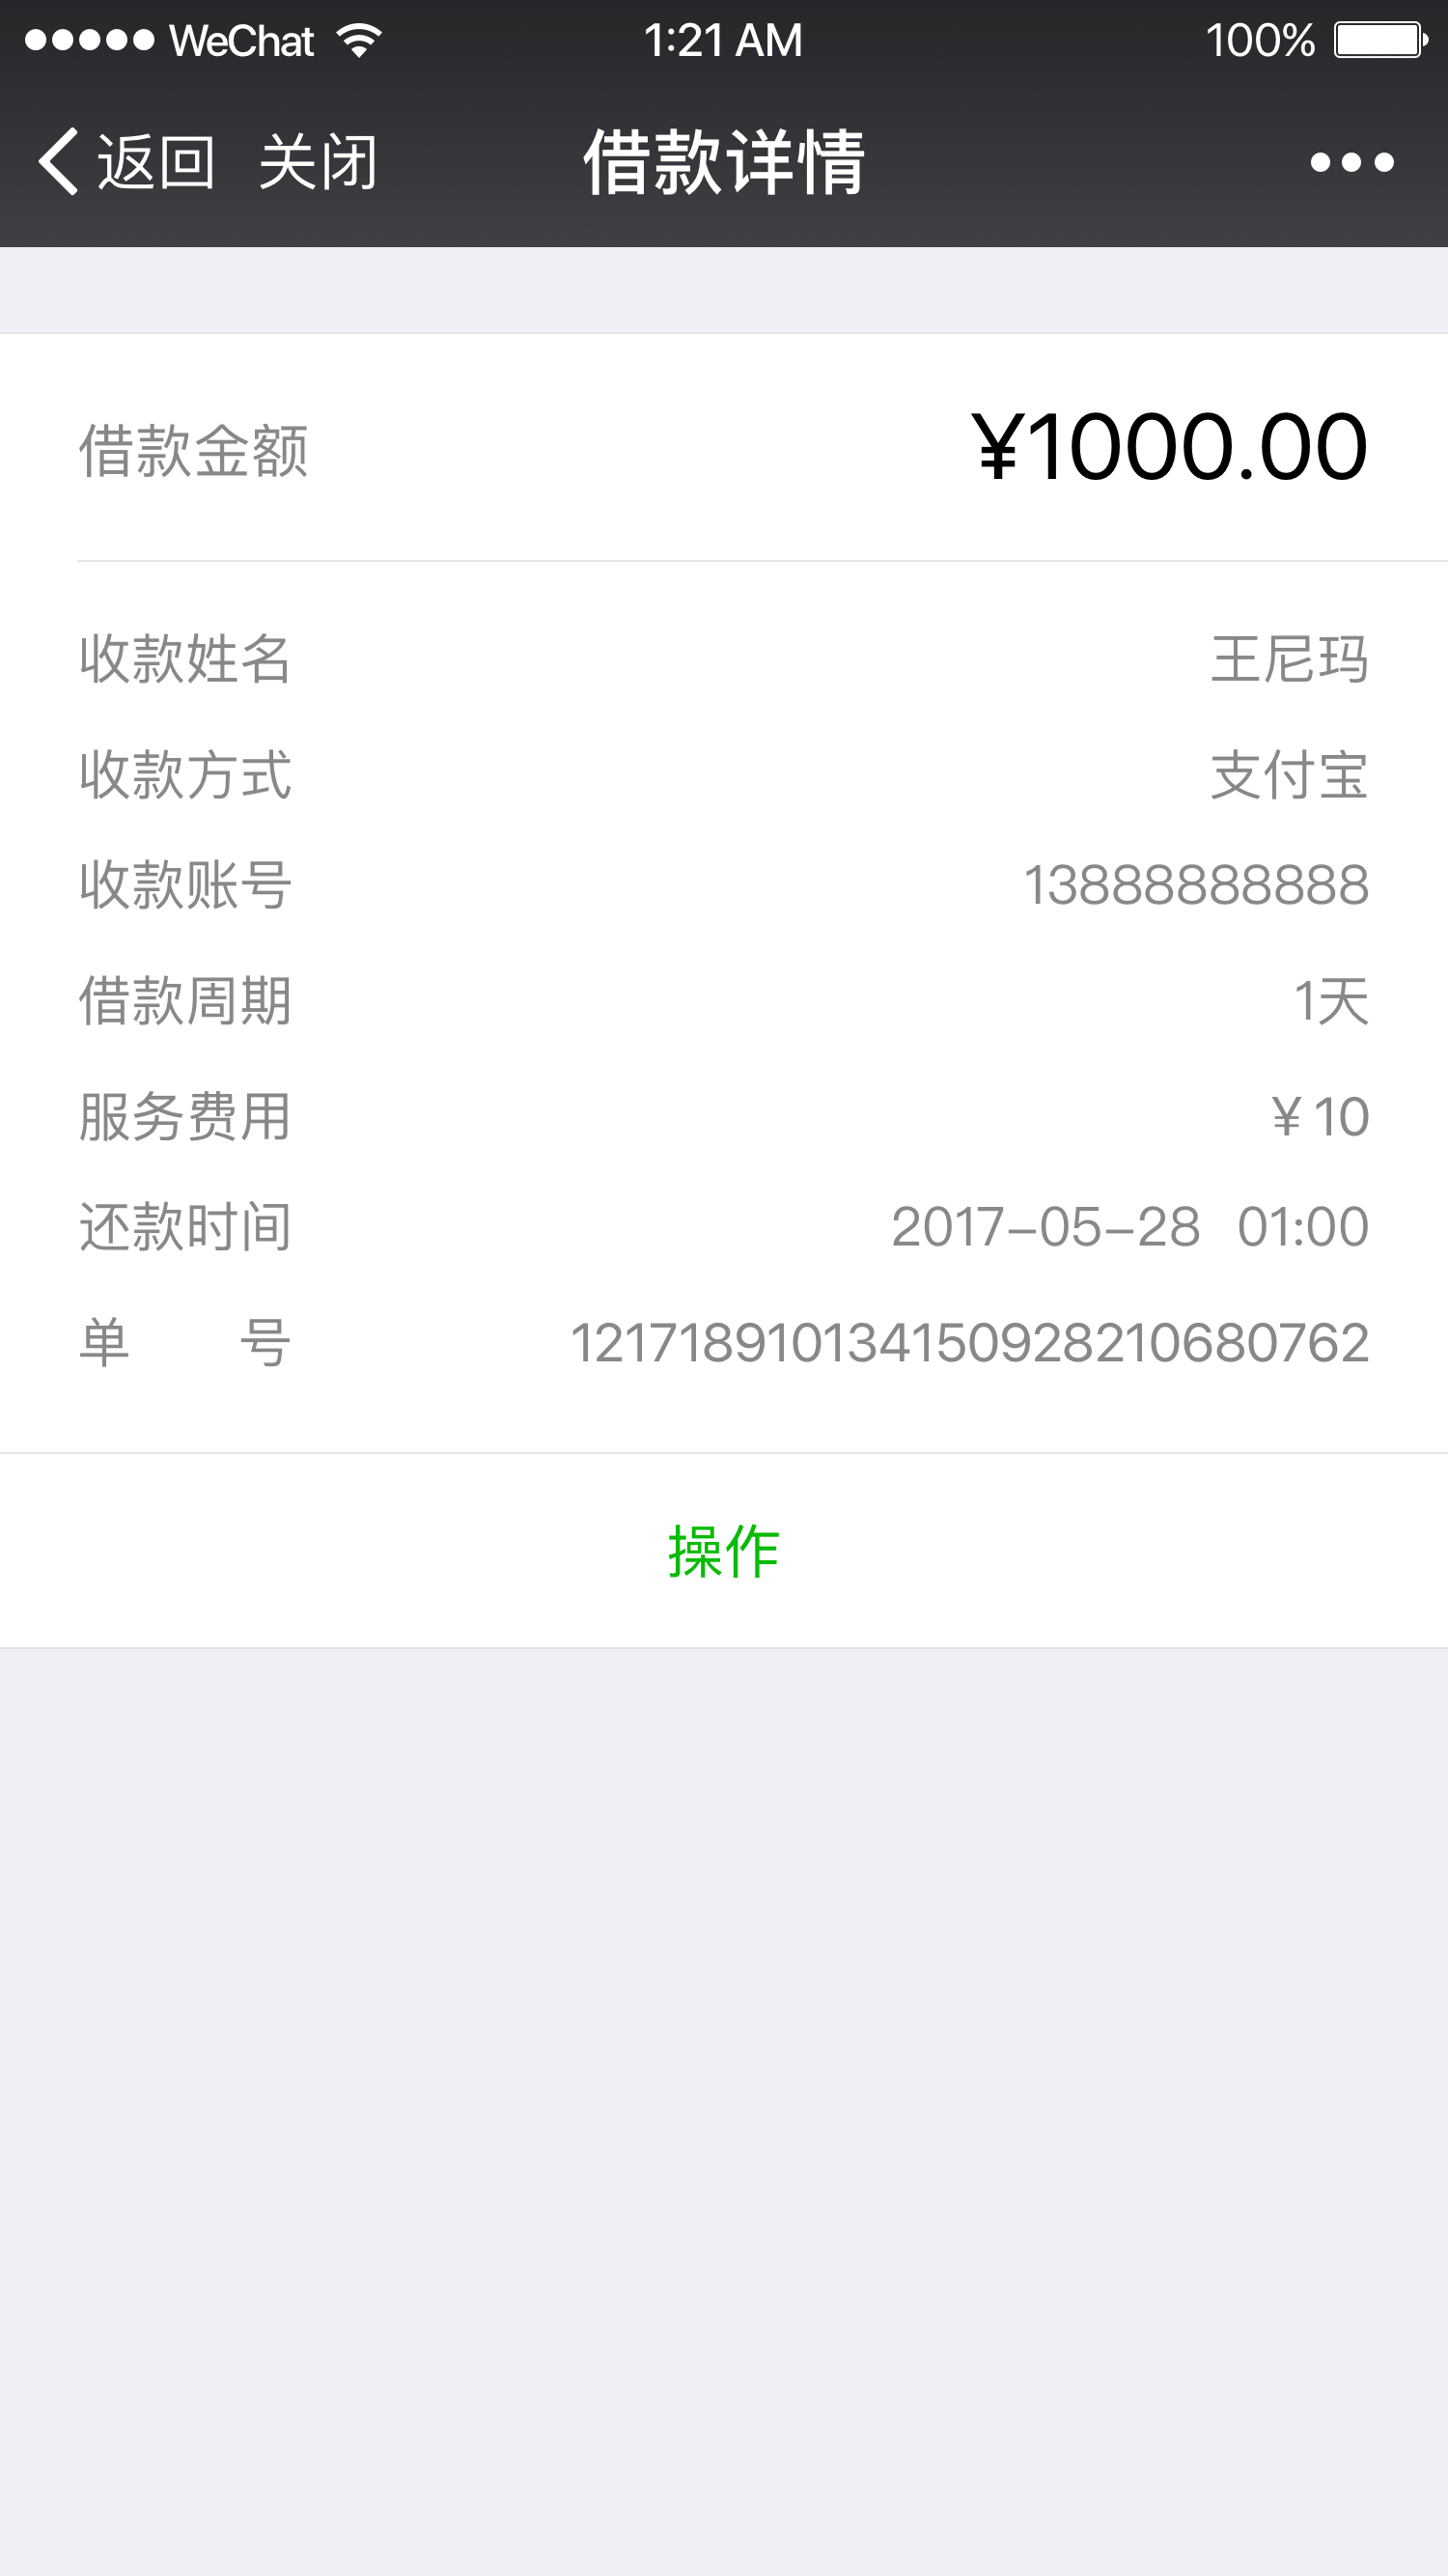 WeChat 1:21 AM 100%
返回 关闭 借款详情
借款金额 ¥1000.00
收款姓名 王尼玛
收款方式 支付宝
收款账号 13888888888
借款周期 1天
服务费用 ¥ 10
还款时间 2017-05-28 01:00
单 号 121718910134150928210680762
操作